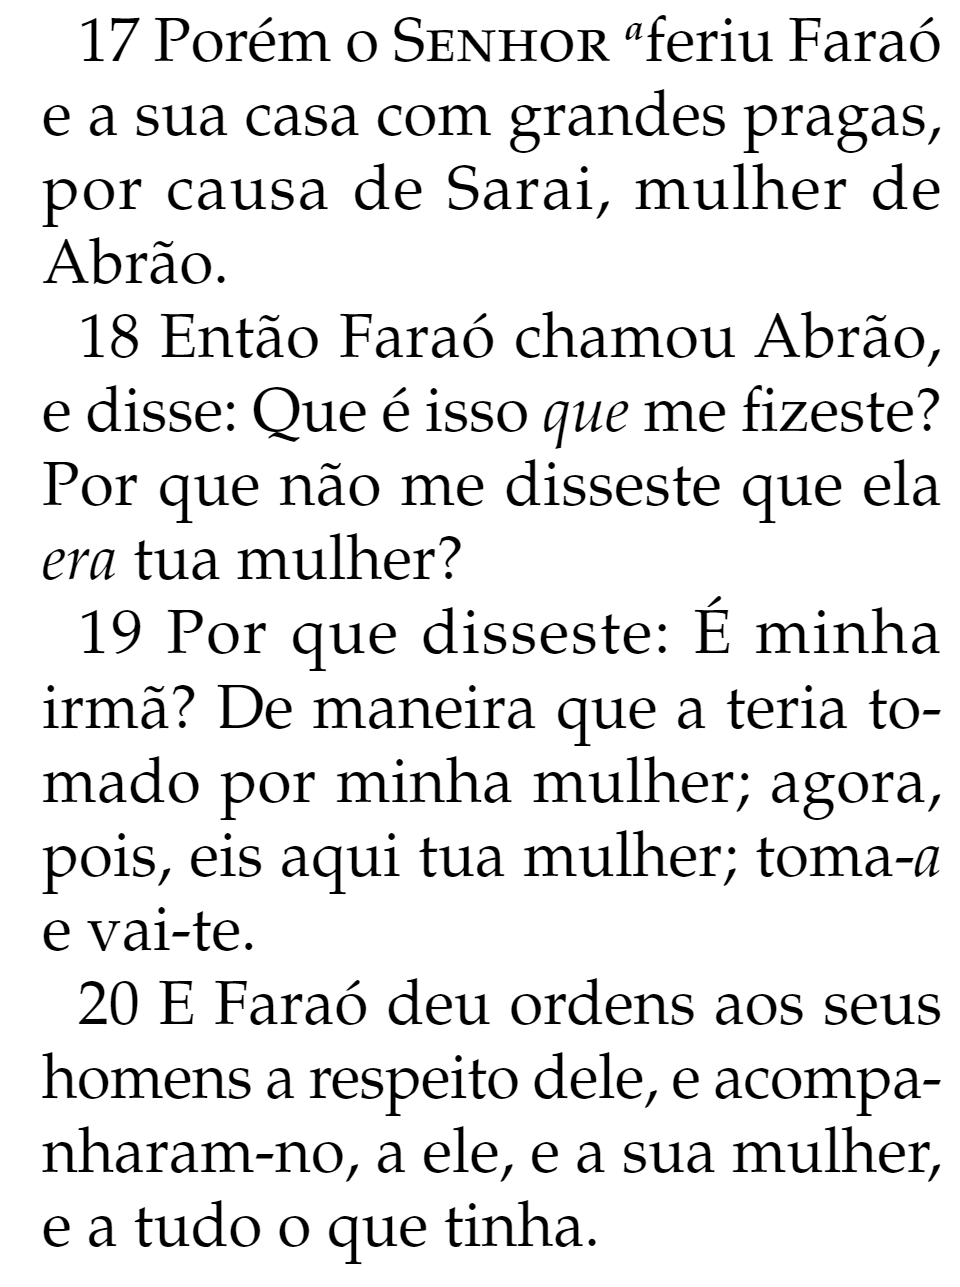 17 Porém o SENHOR aferiu Faraó
e a sua casa com grandes pragas,
por causa de Sarai, mulher de
Abrão.
18 Então Faraó chamou Abrão,
e disse: Que é isso que me fizeste?
Por que não me disseste que ela
era tua mulher?
19 Por que disseste: É minha
irmã? De maneira que a teria to-
mado por minha mulher; agora,
pois, eis aqui tua mulher; toma-a
e vai-te.
20 E Faraó deu ordens aos seus
homens a respeito dele, e acompa-
nharam-no, a ele, e a sua mulher,
e a tudo o que tinha.